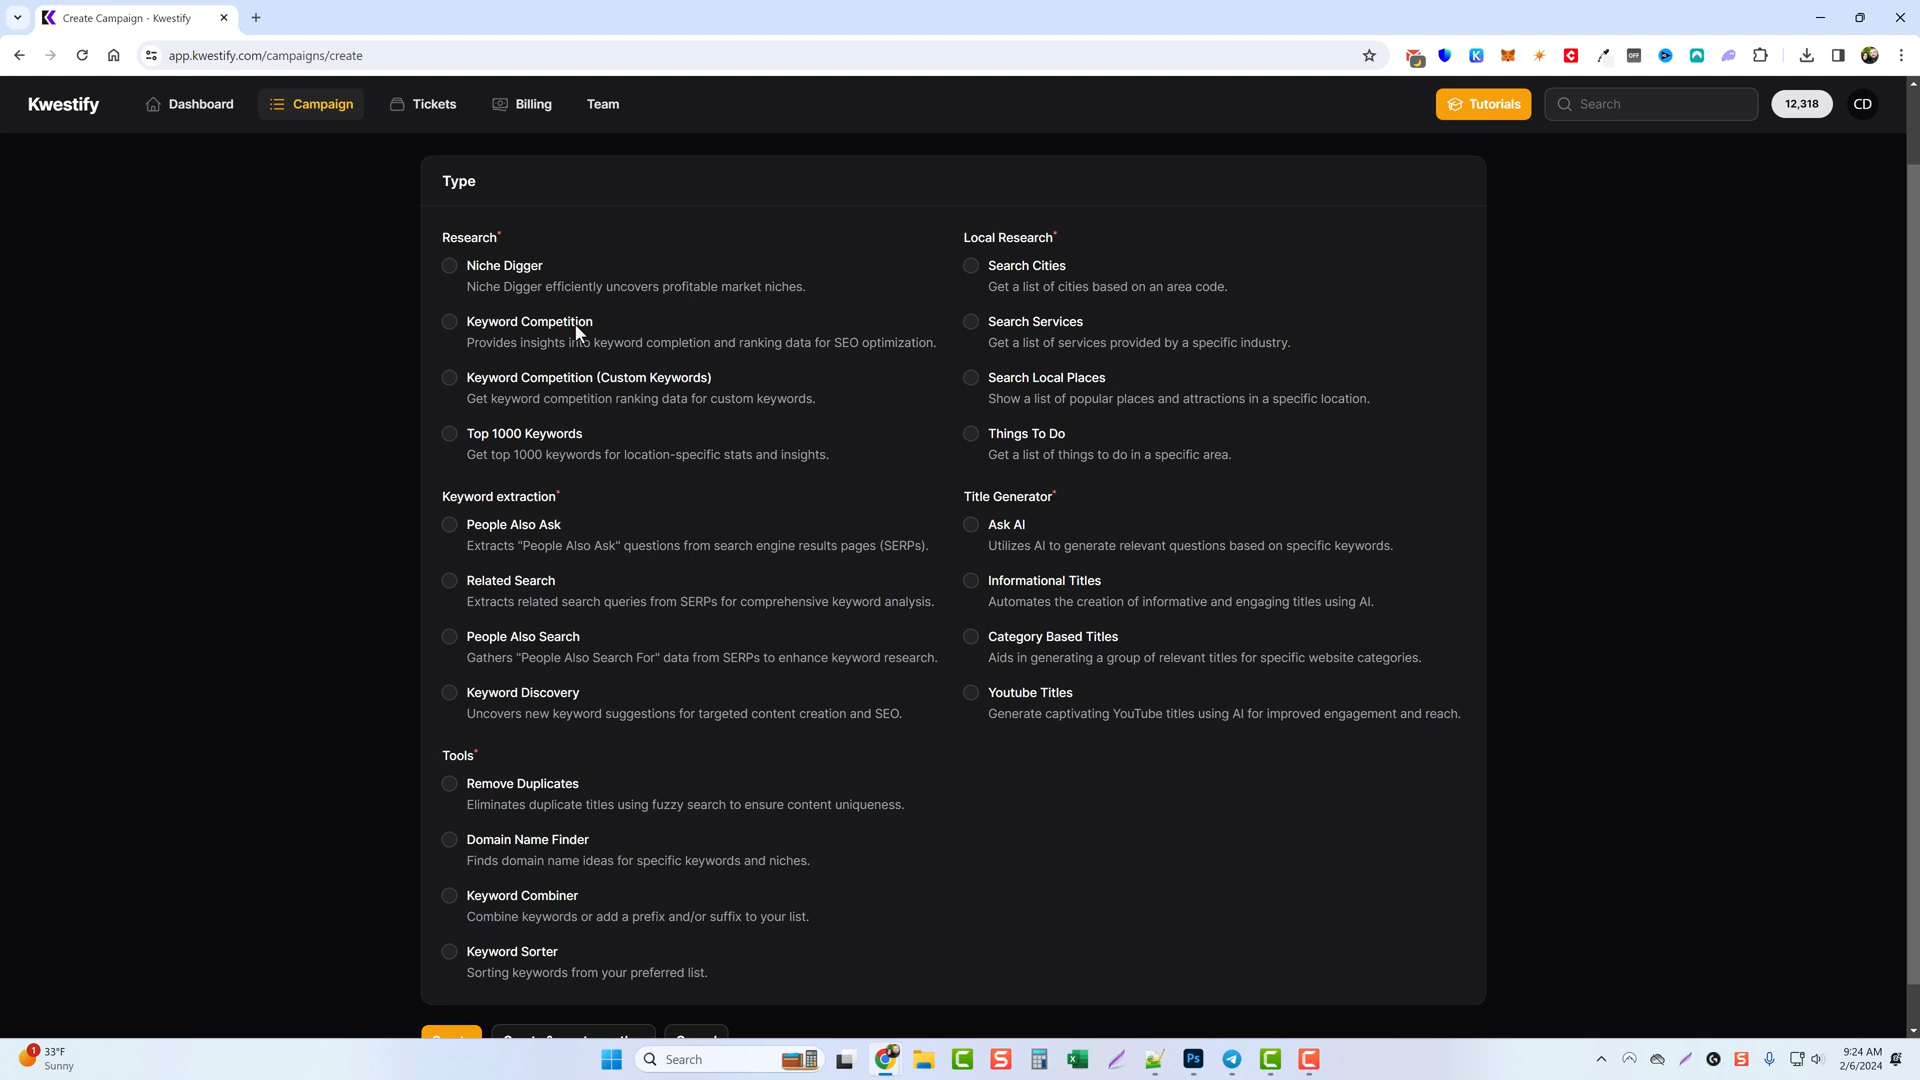 Create Campaign - Kwestify
app.kwestify.com/campaigns/create
Kwestify
Dashboard
Campaign
Tickets
Billing
Team
Tutorials
Search
12,318
CD
Type
Research*
Niche Digger
Niche Digger efficiently uncovers profitable market niches.
Keyword Competition
Provides insights into keyword completion and ranking data for SEO optimization.
Keyword Competition (Custom Keywords)
Get keyword competition ranking data for custom keywords.
Top 1000 Keywords
Get top 1000 keywords for location-specific stats and insights.
Local Research*
Search Cities
Get a list of cities based on an area code.
Search Services
Get a list of services provided by a specific industry.
Search Local Places
Show a list of popular places and attractions in a specific location.
Things To Do
Get a list of things to do in a specific area.
Keyword extraction*
People Also Ask
Extracts "People Also Ask" questions from search engine results pages (SERPs).
Related Search
Extracts related search queries from SERPs for comprehensive keyword analysis.
People Also Search
Gathers "People Also Search For" data from SERPs to enhance keyword research.
Keyword Discovery
Uncovers new keyword suggestions for targeted content creation and SEO.
Title Generator*
Ask AI
Utilizes AI to generate relevant questions based on specific keywords.
Informational Titles
Automates the creation of informative and engaging titles using AI.
Category Based Titles
Aids in generating a group of relevant titles for specific website categories.
Youtube Titles
Generate captivating YouTube titles using AI for improved engagement and reach.
Tools*
Remove Duplicates
Eliminates duplicate titles using fuzzy search to ensure content uniqueness.
Domain Name Finder
Finds domain name ideas for specific keywords and niches.
Keyword Combiner
Combine keywords or add a prefix and/or suffix to your list.
Keyword Sorter
Sorting keywords from your preferred list.
1
33°F
Sunny
Search
Ps
9:24 AM
2/6/2024